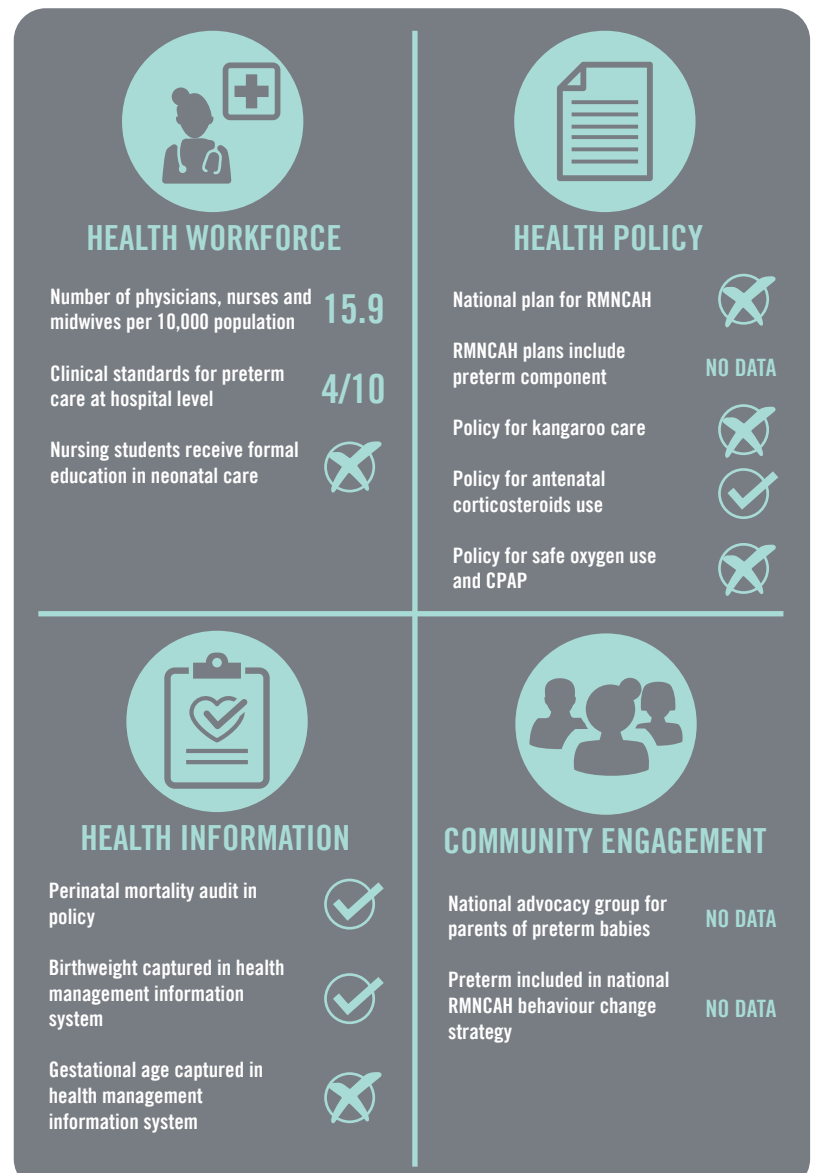 HEALTH WORKFORCE
Number of physicians, nurses and
midwives per 10,000 population
15.9
Clinical standards for preterm
care at hospital level
4/10
Nursing students receive formal
education in neonatal care
HEALTH POLICY
National plan for RMNCAH
RMNCAH plans include
preterm component
NO DATA
Policy for kangaroo care
Policy for antenatal
corticosteroids use
Policy for safe oxygen use
and CPAP
HEALTH INFORMATION
Perinatal mortality audit in
policy
Birthweight captured in health
management information
system
Gestational age captured in
health management
information system
COMMUNITY ENGAGEMENT
National advocacy group for
parents of preterm babies
NO DATA
Preterm included in national
RMNCAH behaviour change
strategy
NO DATA